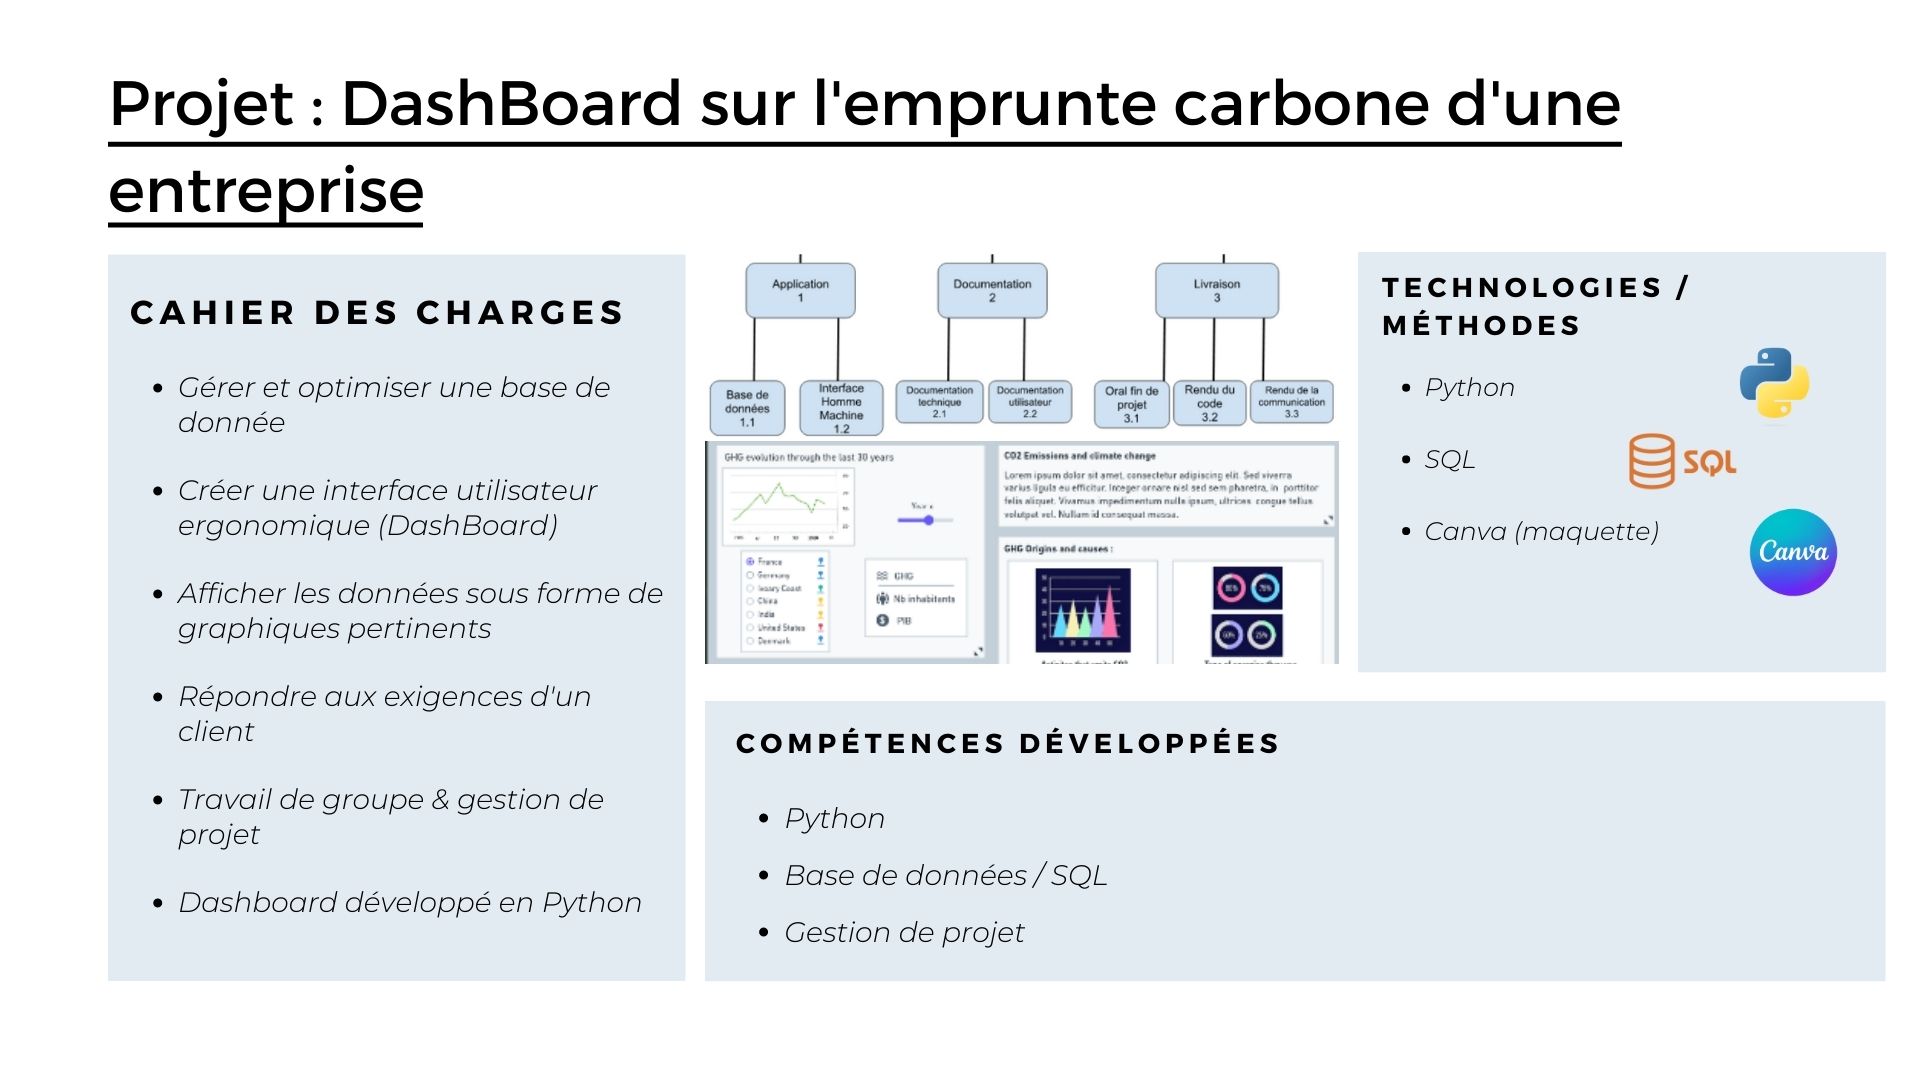 Projet : DashBoard sur l'emprunte carbone d'une
entreprise
CAHIER DES CHARGES
Gérer et optimiser une base de
donnée
Créer une interface utilisateur
ergonomique (DashBoard)
Afficher les données sous forme de
graphiques pertinents
Répondre aux exigences d'un
client
Travail de groupe & gestion de
projet
Dashboard développé en Python
Application
1
Documentation
2
Livraison
3
Base de
données
1.1
Interface
Homme
Machine
1.2
Documentation
technique
2.1
Documentation
utilisateur
2.2
Oral fin de
projet
3.1
Rendu du
code
3.2
Rendu de la
communication
3.3
GHG evolution through the last 30 years
France
Germany
Ivoary Coast
China
India
United States
Denmark
GHG
Nb inhabitants
PIB
CO2 Emissions and climate change
Lorem ipsum dolor sit amet, consectetur adipiscing elit. Sed viverra
varius ligula eu efficitur. Integer ornare nisl sed sem pharetra, in porttitor
felis aliquet. Vivamus impedimentum nulla ipsum, ultrices congue tellus
volutpat vel. Nullam id consequat massa.
GHG Origins and causes :
TECHNOLOGIES /
MÉTHODES
Python
SQL
SQL
Canva (maquette)
Canva
COMPÉTENCES DÉVELOPPÉES
Python
Base de données / SQL
Gestion de projet